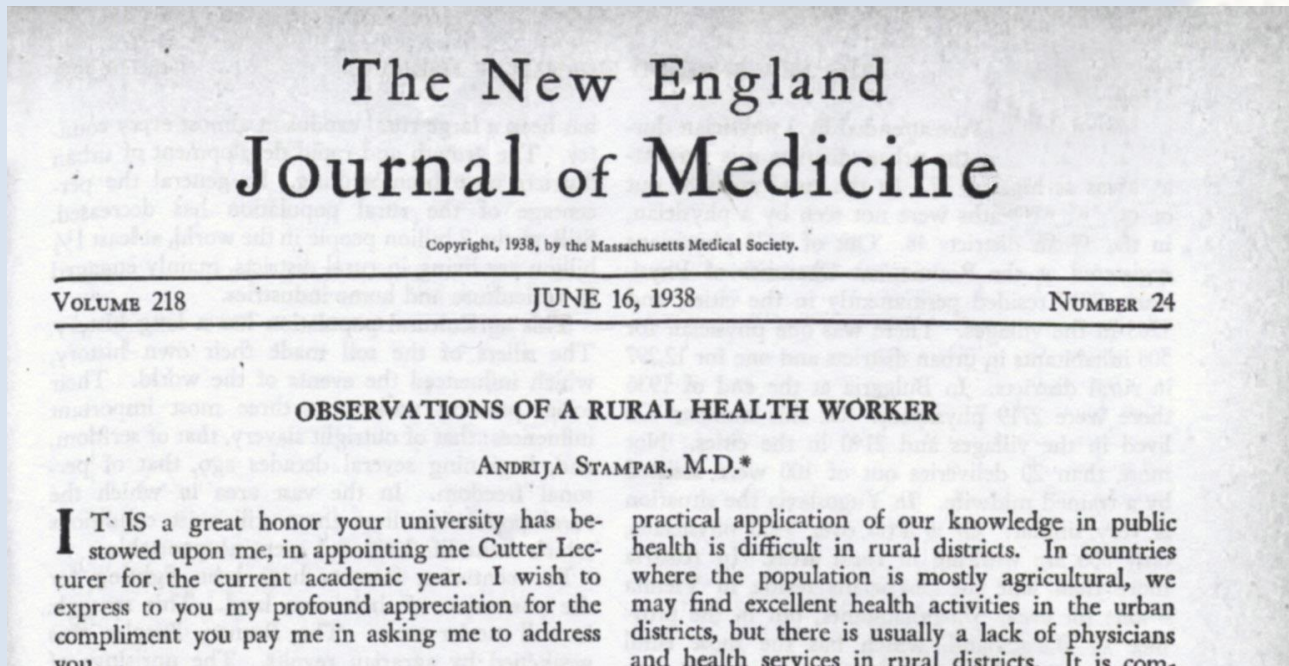 The New England
Journal of Medicine
Copyright, 1938, by the Massachusetts Medical Society.
VOLUME 218 JUNE 16, 1938 NUMBER 24
OBSERVATIONS OF A RURAL HEALTH WORKER
ANDRIJA STAMPAR, M.D.*
IT IS a great honor your university has be-
stowed upon me, in appointing me Cutter Lec-
turer for the current academic year. I wish to
express to you my profound appreciation for the
compliment you pay me in asking me to address
you
practical application of our knowledge in public
health is difficult in rural districts. In countries
where the population is mostly agricultural, we
may find excellent health activities in the urban
districts, but there is usually a lack of physicians
and health services in rural districts. It is com-